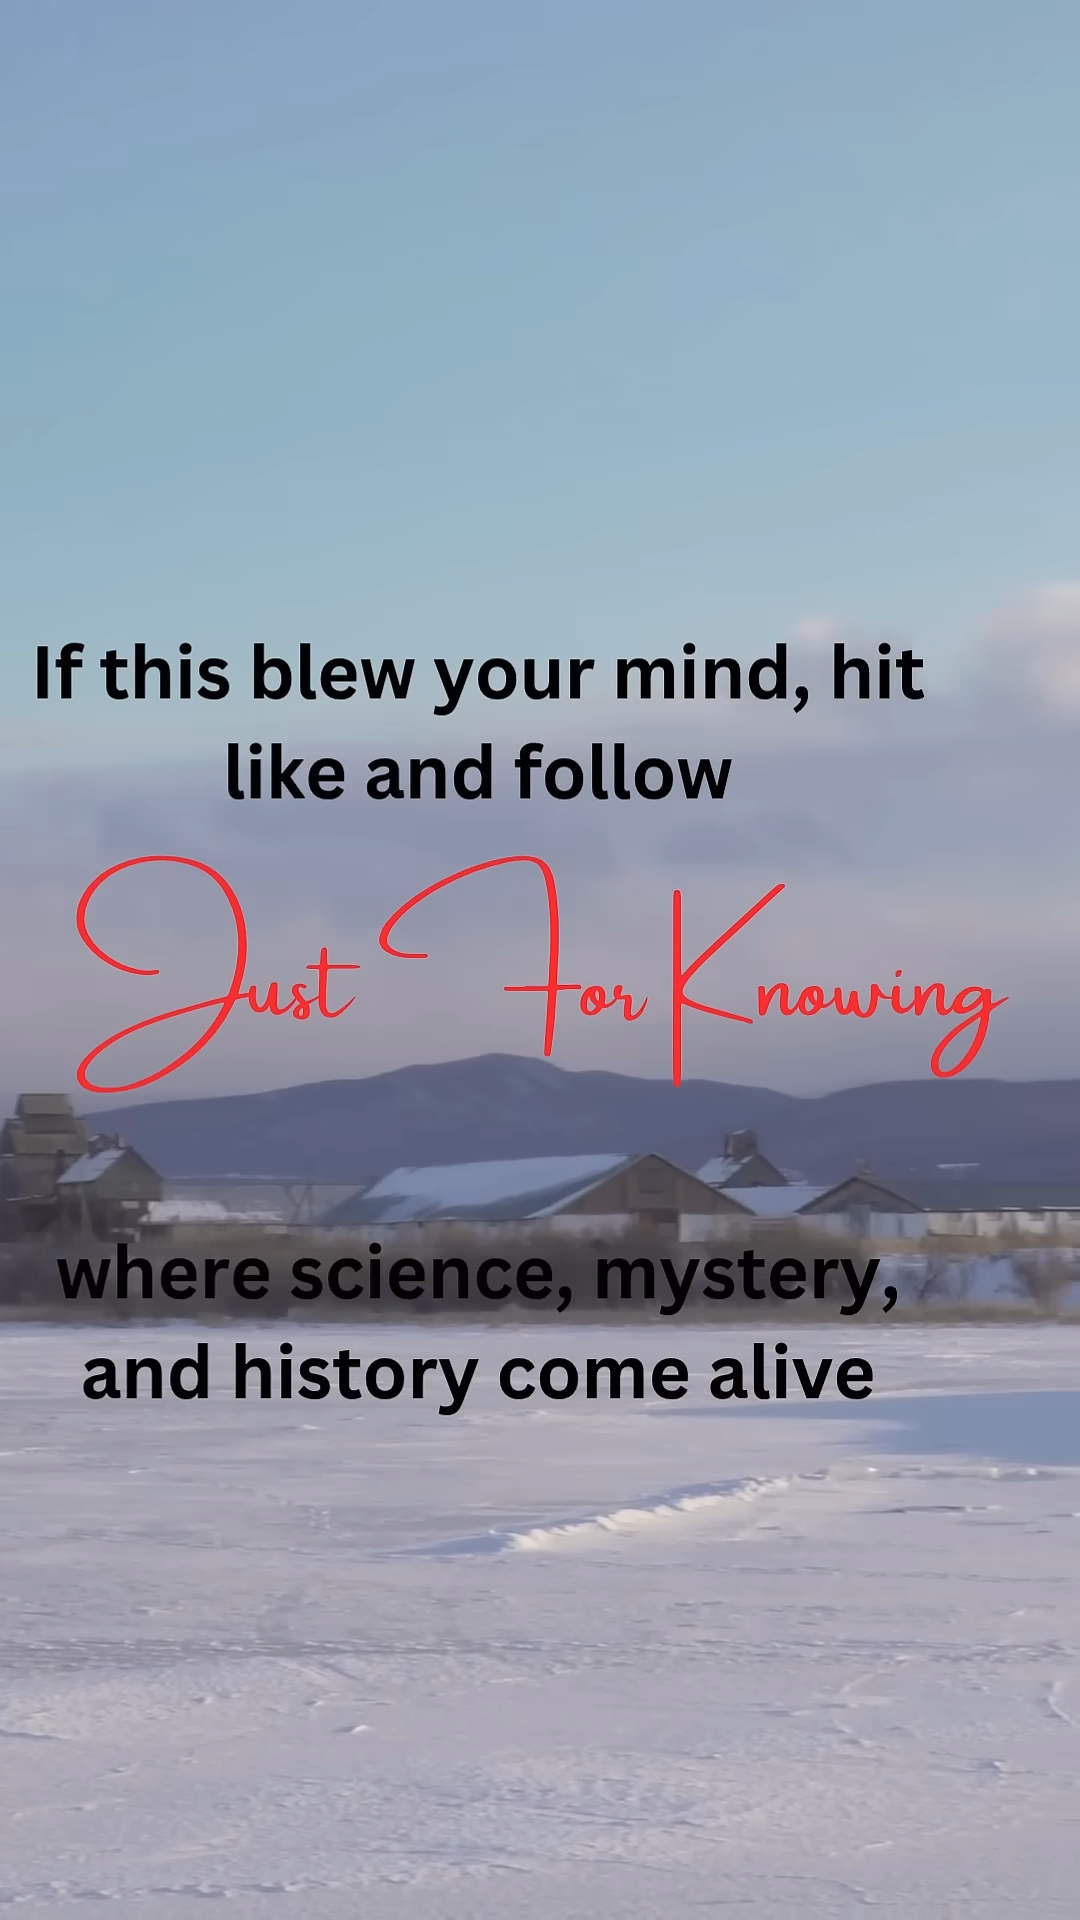 If this blew your mind, hit
like and follow
Just For Knowing
where science, mystery,
and history come alive